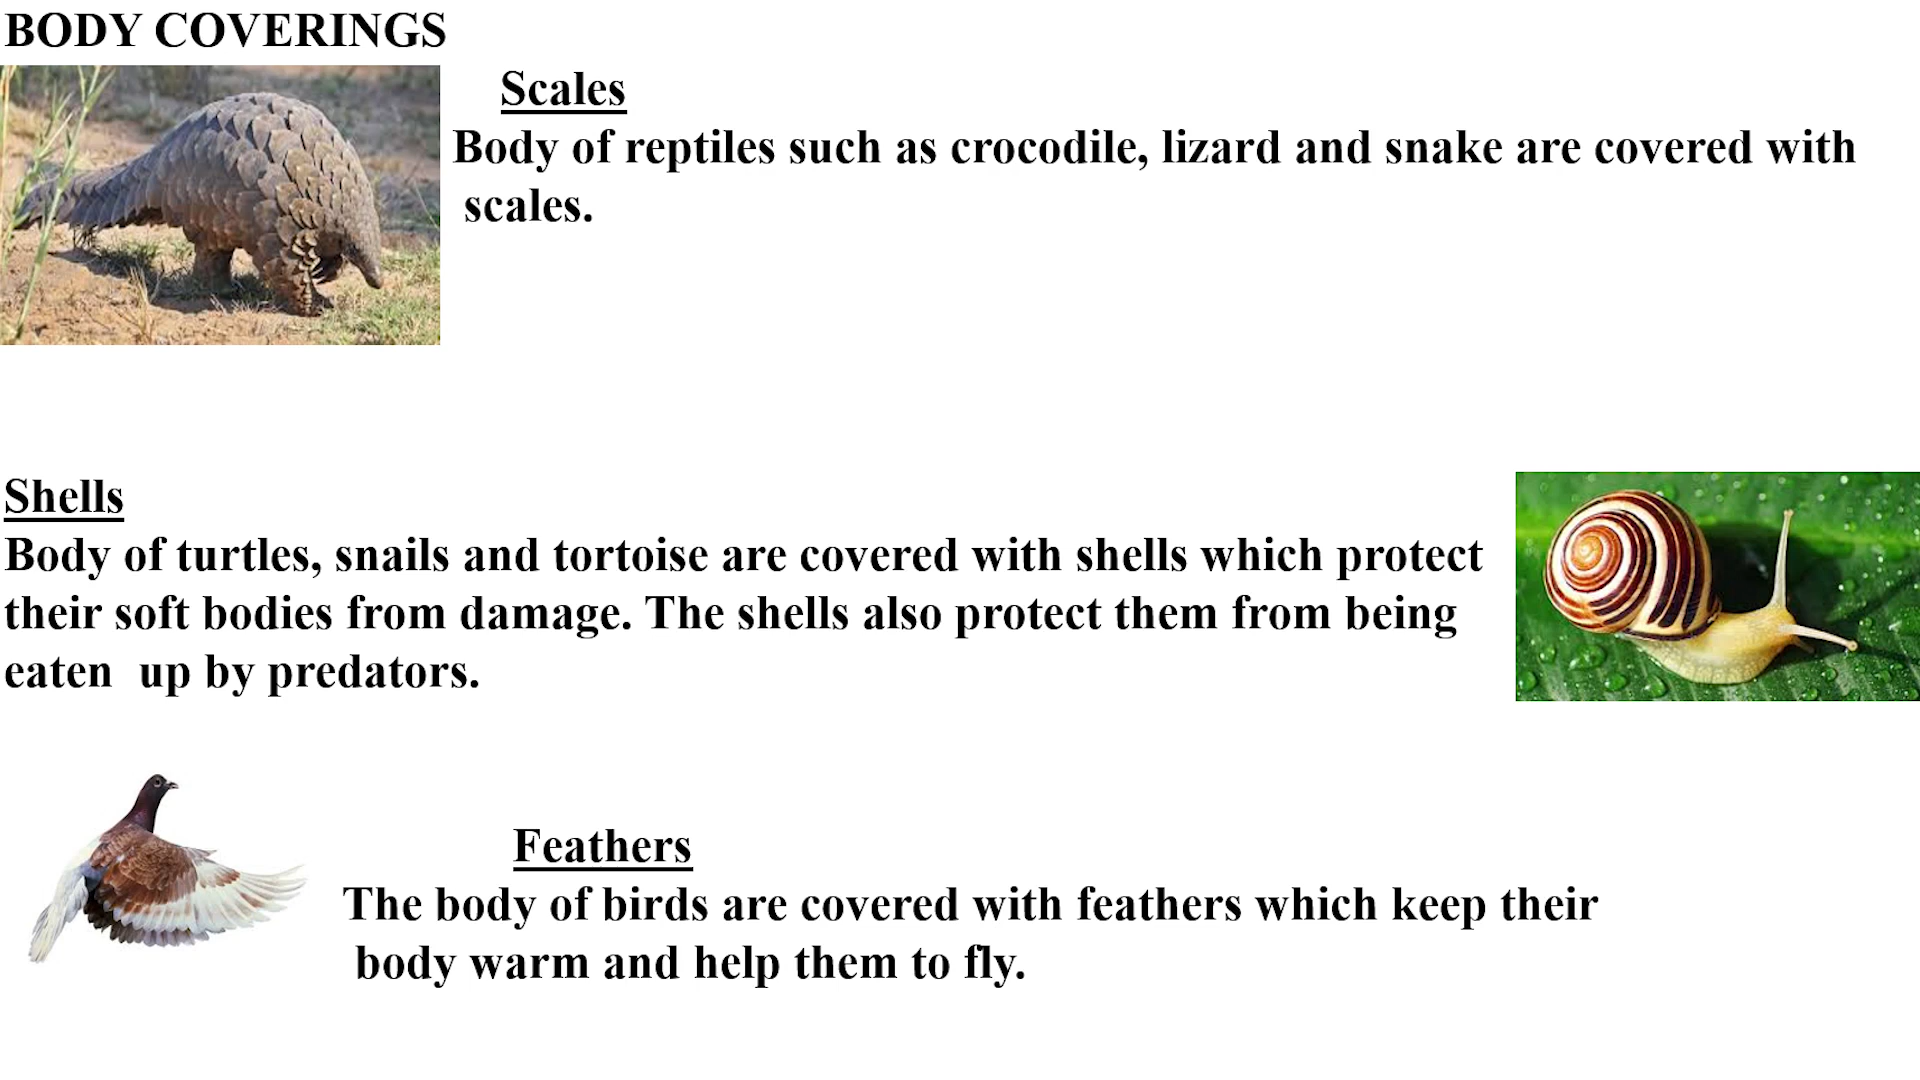 BODY COVERINGS
Scales
Body of reptiles such as crocodile, lizard and snake are covered with
scales.
Shells
Body of turtles, snails and tortoise are covered with shells which protect
their soft bodies from damage. The shells also protect them from being
eaten  up by predators.
Feathers
The body of birds are covered with feathers which keep their
body warm and help them to fly.